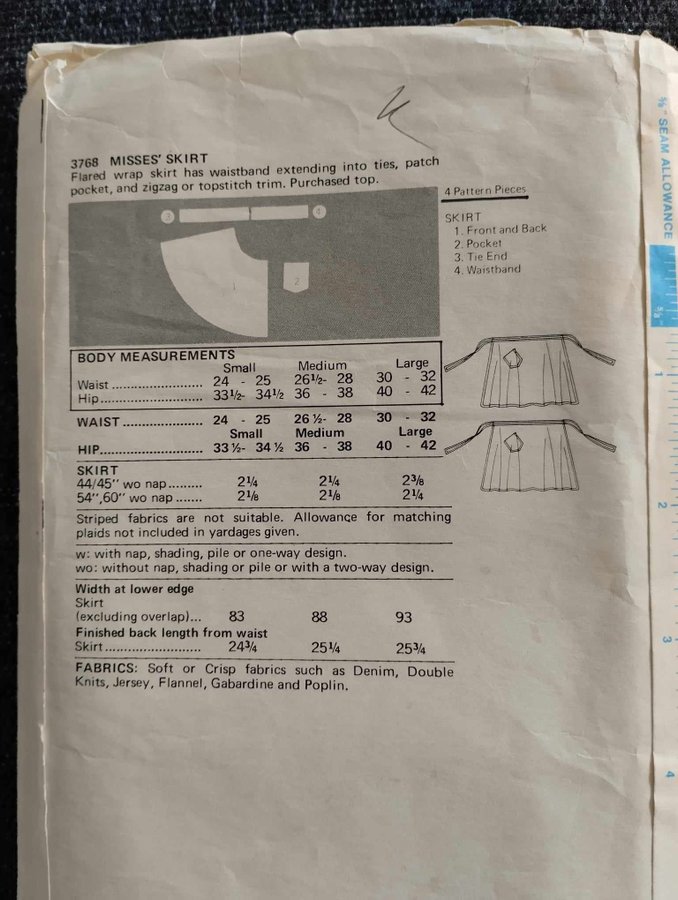 3768 MISSES' SKIRT
Flared wrap skirt has waistband extending into ties, patch
pocket, and zigzag or topstitch trim. Purchased top.
3 4
1 2
4 Pattern Pieces
SKIRT
1. Front and Back
2. Pocket
3. Tie End
4. Waistband
BODY MEASUREMENTS
Small Medium Large
Waist ........................ 24 - 25 26½- 28 30 - 32
Hip........................... 33½- 34½ 36 - 38 40 - 42
WAIST ..................... 24 - 25 26 ½- 28 30 - 32
Small Medium Large
HIP.......................... 33 ½- 34 ½ 36 - 38 40 - 42
SKIRT
44/45" wo nap......... 2¼ 2¼ 2⅜
54",60" wo nap ....... 2⅛ 2⅛ 2¼
Striped fabrics are not suitable. Allowance for matching
plaids not included in yardages given.
w: with nap, shading, pile or one-way design.
wo: without nap, shading or pile or with a two-way design.
Width at lower edge
Skirt
(excluding overlap)... 83 88 93
Finished back length from waist
Skirt......................... 24¾ 25¼ 25¾
FABRICS: Soft or Crisp fabrics such as Denim, Double
Knits, Jersey, Flannel, Gabardine and Poplin.
⅝" SEAM ALLOWANCE
⅝"
1
2
3
4